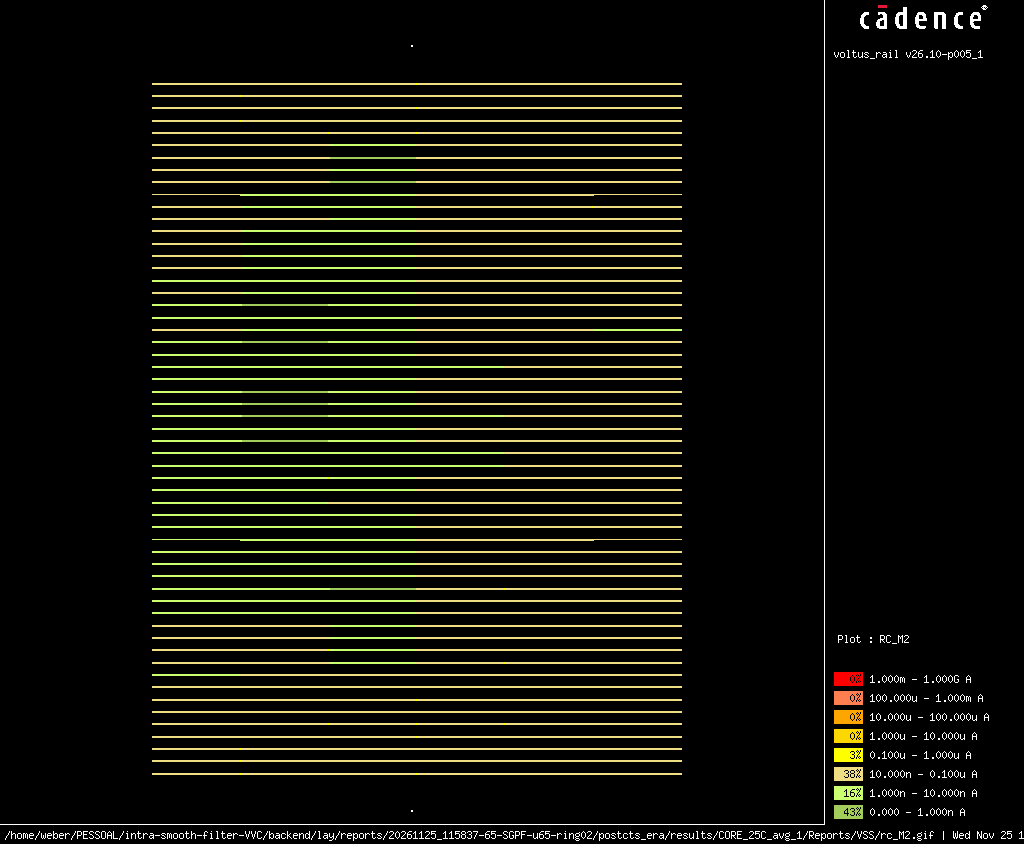 cādence®
voltus_rail v26.10-p005_1
Plot : RC_M2
0% 1.000m - 1.000G A
0% 100.000u - 1.000m A
0% 10.000u - 100.000u A
0% 1.000u - 10.000u A
3% 0.100u - 1.000u A
38% 10.000n - 0.100u A
16% 1.000n - 10.000n A
43% 0.000 - 1.000n A
/home/weber/PESSOAL/intra-smooth-filter-VVC/backend/lay/reports/20261125_115837-65-SGPF-u65-ring02/postcts_era/results/CORE_25C_avg_1/Reports/VSS/rc_M2.gif | Wed Nov 25 1